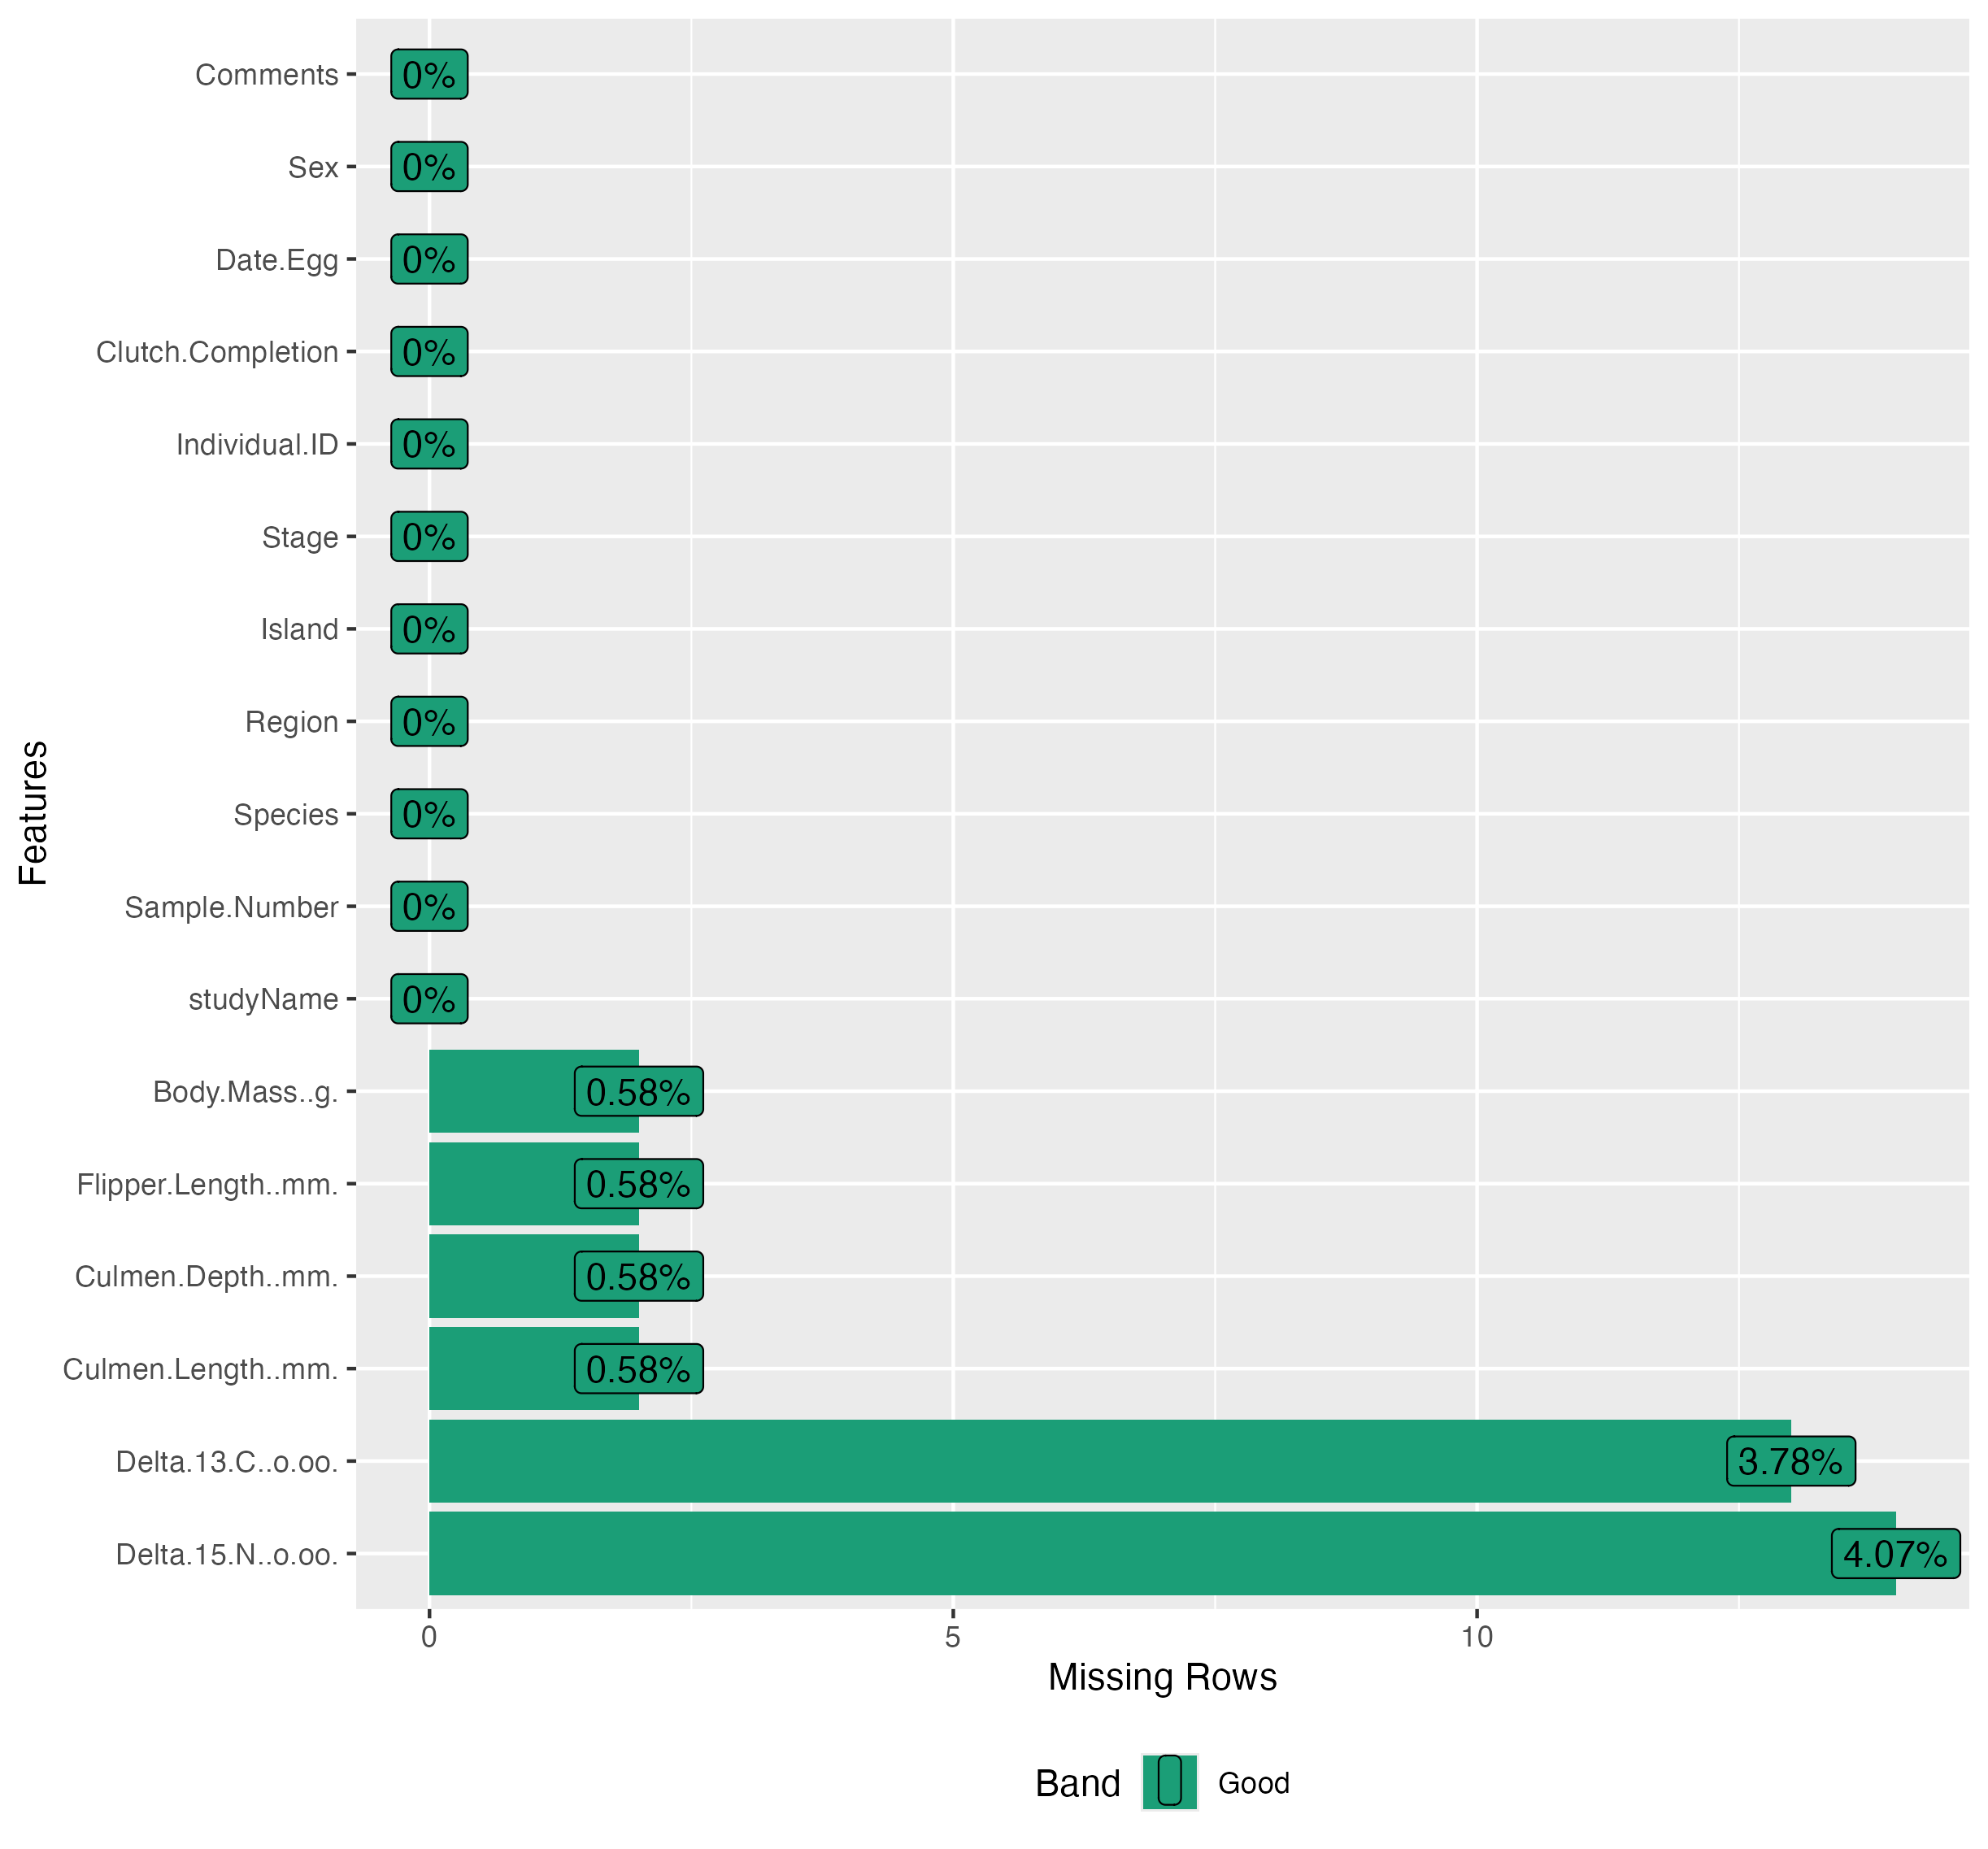 Features
Comments 0%
Sex 0%
Date.Egg 0%
Clutch.Completion 0%
Individual.ID 0%
Stage 0%
Island 0%
Region 0%
Species 0%
Sample.Number 0%
studyName 0%
Body.Mass..g. 0.58%
Flipper.Length..mm. 0.58%
Culmen.Depth..mm. 0.58%
Culmen.Length..mm. 0.58%
Delta.13.C..o.oo. 3.78%
Delta.15.N..o.oo. 4.07%
0 5 10
Missing Rows
Band Good